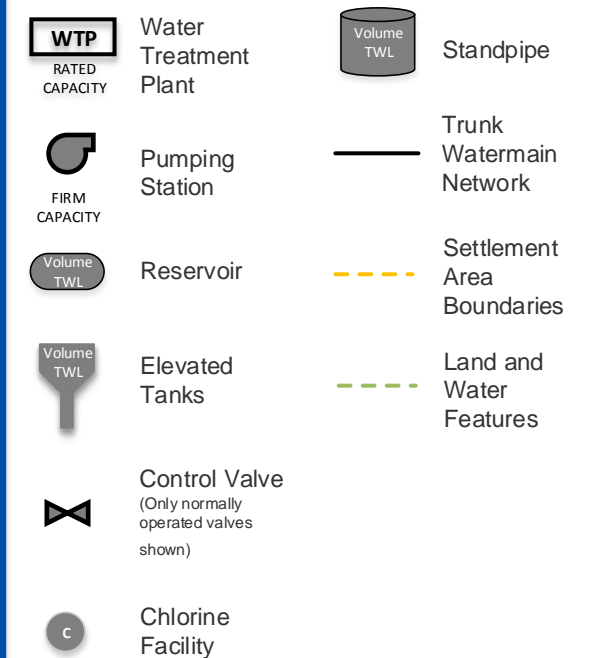 WTP
RATED
CAPACITY
Water
Treatment
Plant
FIRM
CAPACITY
Pumping
Station
Volume
TWL
Reservoir
Volume
TWL
Elevated
Tanks
Control Valve
(Only normally
operated valves
shown)
C
Chlorine
Facility
Volume
TWL
Standpipe
Trunk
Watermain
Network
Settlement
Area
Boundaries
Land and
Water
Features